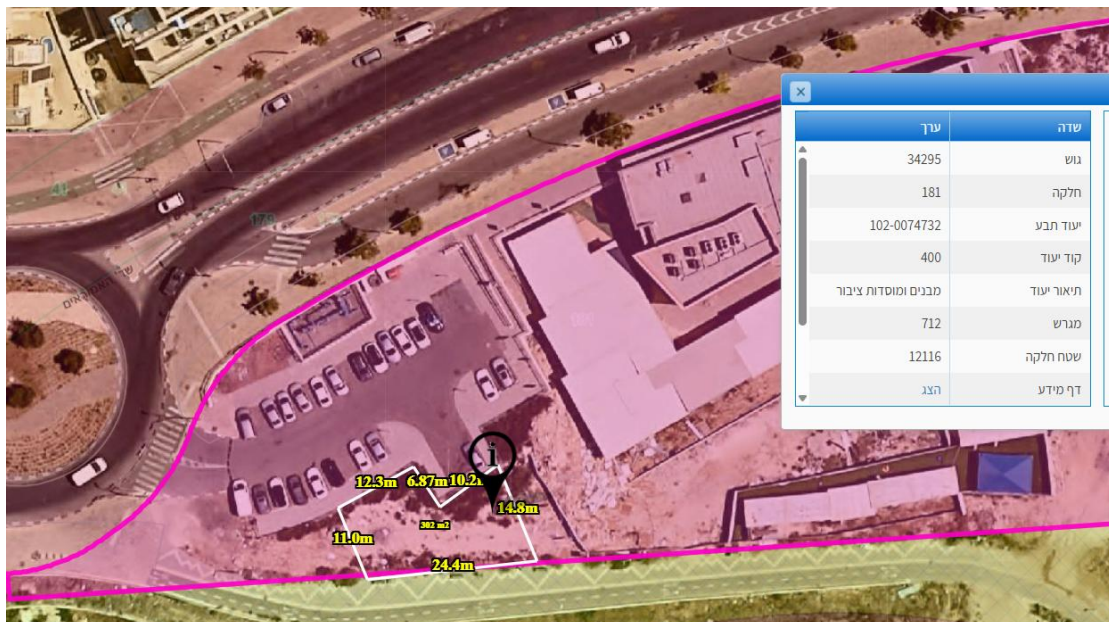 שדה ערך
גוש 34295
חלקה 181
יעוד תבע 102-0074732
קוד יעוד 400
תיאור יעוד מבנים ומוסדות ציבור
מגרש 712
שטח חלקה 12116
דף מידע הצג
179
i
12.3m 6.87m 10.2
14.8m
302 m2
11.0m
24.4m